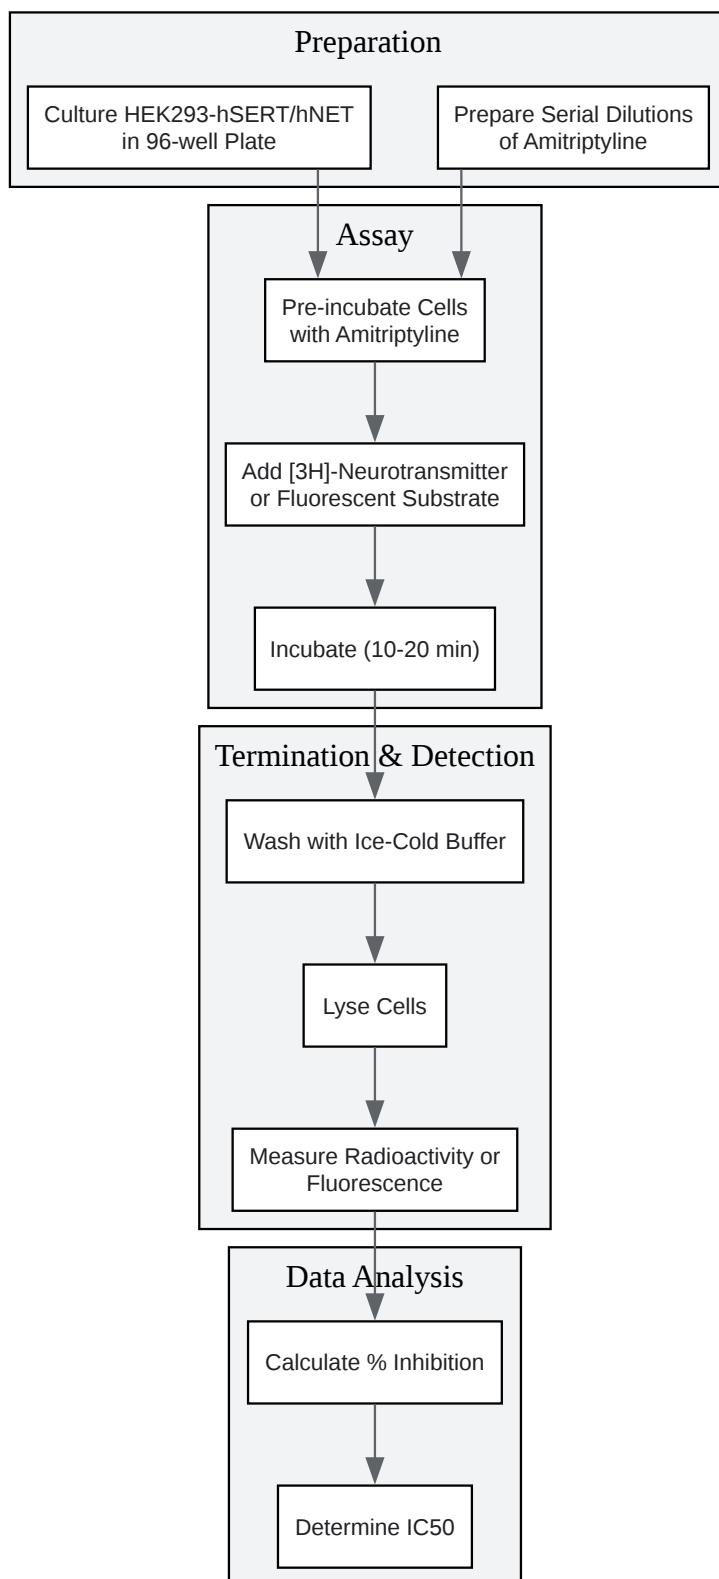 Preparation
Culture HEK293-hSERT/hNET
in 96-well Plate
Prepare Serial Dilutions
of Amitriptyline
Assay
Pre-incubate Cells
with Amitriptyline
Add [3H]-Neurotransmitter
or Fluorescent Substrate
Incubate (10-20 min)
Termination & Detection
Wash with Ice-Cold Buffer
Lyse Cells
Measure Radioactivity or
Fluorescence
Data Analysis
Calculate % Inhibition
Determine IC50